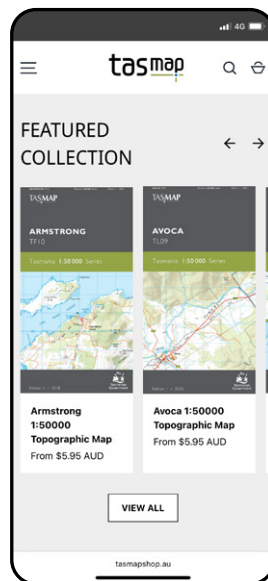 4G
tasmap
FEATURED
COLLECTION
TASMAP
ARMSTRONG
TF10
Tasmania 1:50000 Series
TASMAP
AVOCA
TL09
Tasmania 1:50000 Series
Armstrong
1:50000
Topographic Map
From $5.95 AUD
Avoca 1:50000
Topographic Map
From $5.95 AUD
VIEW ALL
tasmapshop.au